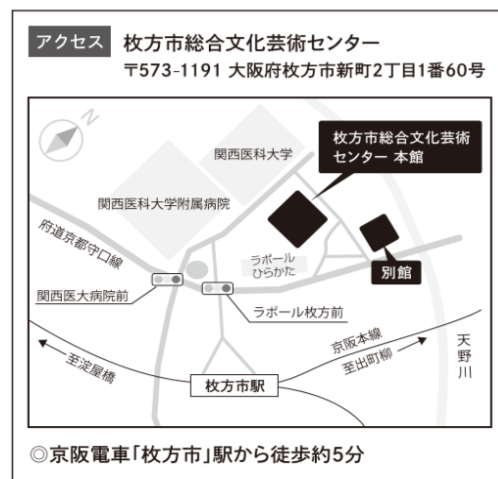 アクセス 枚方市総合文化芸術センター
〒573-1191 大阪府枚方市新町2丁目1番60号
N
関西医科大学
枚方市総合文化芸術
センター 本館
関西医科大学附属病院
府道京都守口線
ラポール
ひらかた
別館
関西医大病院前
ラポール枚方前
京阪本線
至出町柳
天野川
至淀屋橋
枚方市駅
◎京阪電車「枚方市」駅から徒歩約5分